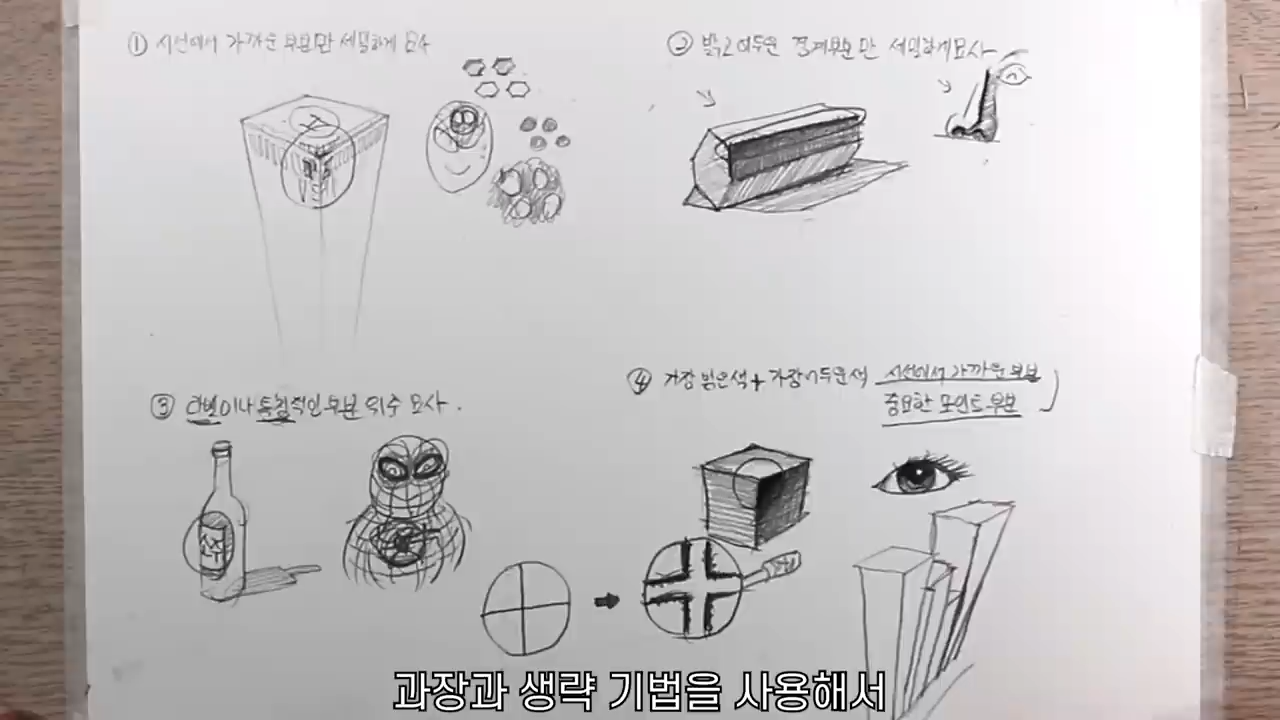 ① 시선에서 가까운 부분만 세밀하게 묘사
② 밝고 어두운 경계부분만 세밀하게묘사
③ 라벨이나 특징적인 부분 위주 묘사.
④ 가장 밝은색 + 가장어두운색 시선에서 가까운 부분
중요한 포인트 부분
과장과 생략 기법을 사용해서